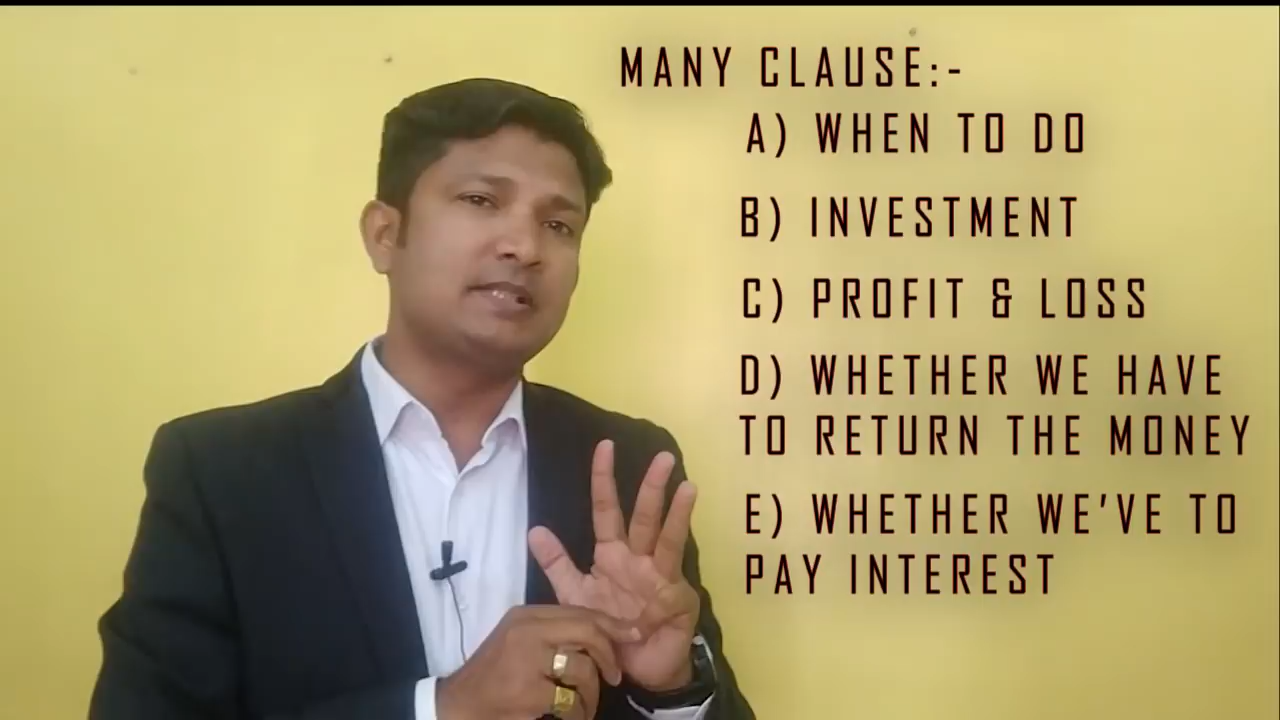 MANY CLAUSE:-
A) WHEN TO DO
B) INVESTMENT
C) PROFIT & LOSS
D) WHETHER WE HAVE
TO RETURN THE MONEY
E) WHETHER WE'VE TO
PAY INTEREST